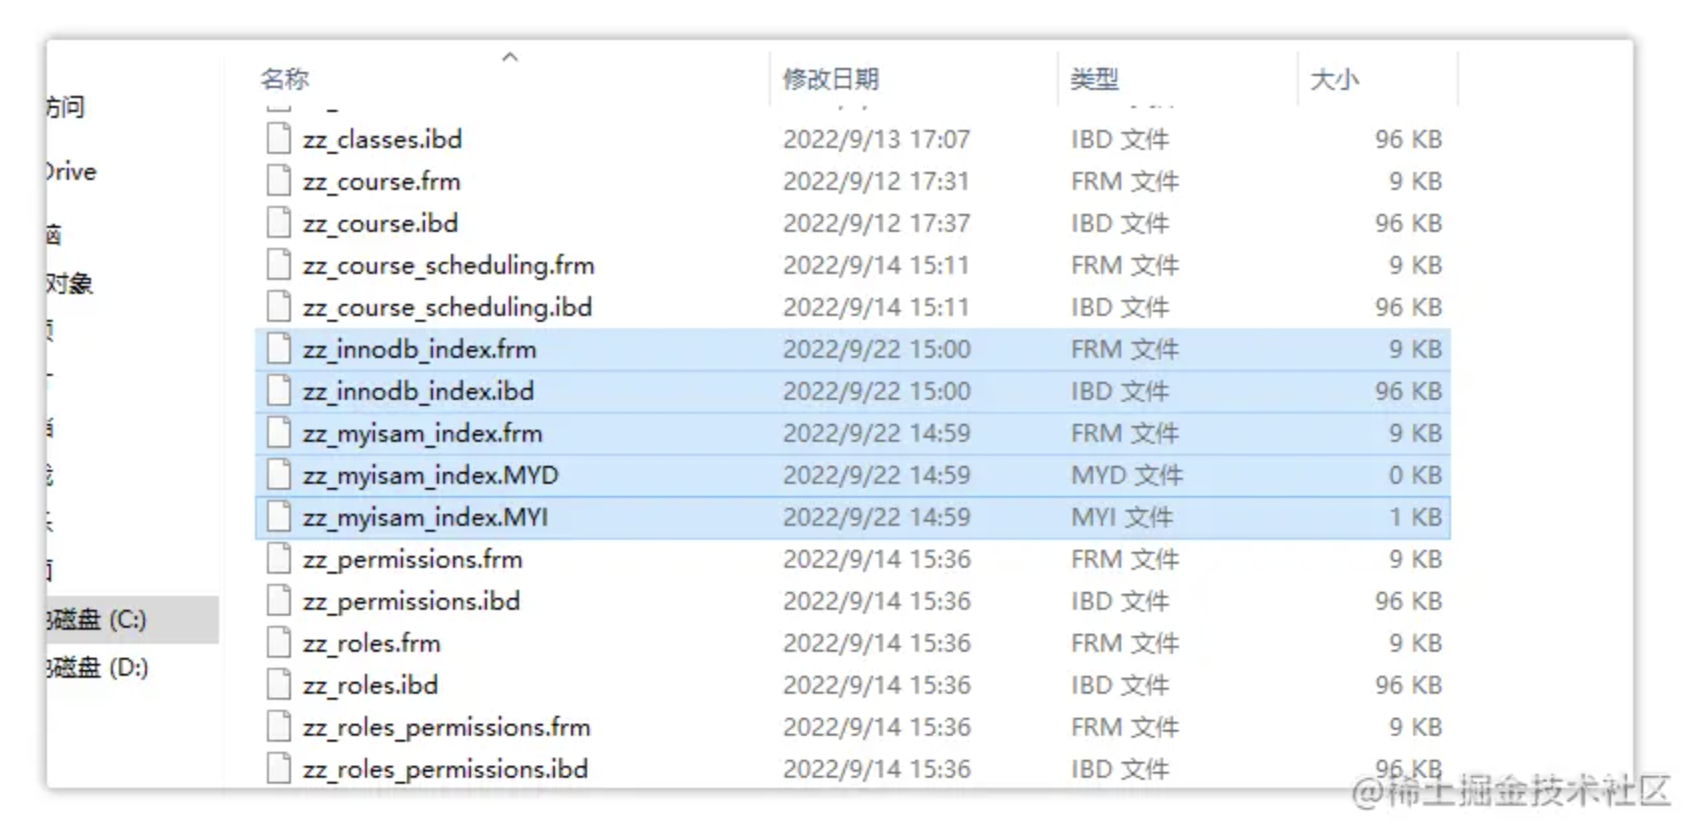 名称 修改日期 类型 大小
访问
Drive
脑
对象
磁盘 (C:)
磁盘 (D:)
zz_classes.ibd 2022/9/13 17:07 IBD 文件 96 KB
zz_course.frm 2022/9/12 17:31 FRM 文件 9 KB
zz_course.ibd 2022/9/12 17:37 IBD 文件 96 KB
zz_course_scheduling.frm 2022/9/14 15:11 FRM 文件 9 KB
zz_course_scheduling.ibd 2022/9/14 15:11 IBD 文件 96 KB
zz_innodb_index.frm 2022/9/22 15:00 FRM 文件 9 KB
zz_innodb_index.ibd 2022/9/22 15:00 IBD 文件 96 KB
zz_myisam_index.frm 2022/9/22 14:59 FRM 文件 9 KB
zz_myisam_index.MYD 2022/9/22 14:59 MYD 文件 0 KB
zz_myisam_index.MYI 2022/9/22 14:59 MYI 文件 1 KB
zz_permissions.frm 2022/9/14 15:36 FRM 文件 9 KB
zz_permissions.ibd 2022/9/14 15:36 IBD 文件 96 KB
zz_roles.frm 2022/9/14 15:36 FRM 文件 9 KB
zz_roles.ibd 2022/9/14 15:36 IBD 文件 96 KB
zz_roles_permissions.frm 2022/9/14 15:36 FRM 文件 9 KB
zz_roles_permissions.ibd 2022/9/14 15:36 IBD 文件 96 KB
@稀土掘金技术社区